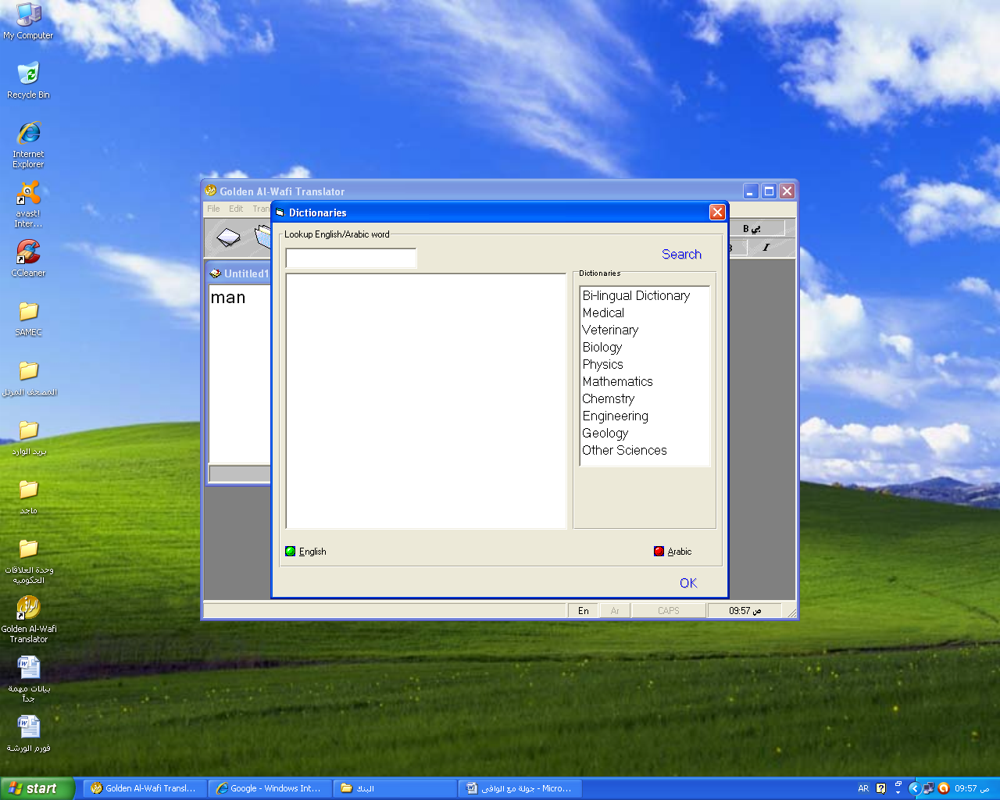 My Computer
Recycle Bin
Internet
Explorer
avast!
Inter...
CCleaner
SAMEC
المصحف المرتل
بريد الوارد
ماجد
وحدة العلاقات
الحكومية
Golden Al-Wafi
Translator
بيانات مهمة
جداً
فورم الورشة
Golden Al-Wafi Translator
File Edit Tran
B بي
I
Untitled1
man
Dictionaries
Lookup English/Arabic word
Search
Dictionaries
Bi-lingual Dictionary
Medical
Veterinary
Biology
Physics
Mathematics
Chemstry
Engineering
Geology
Other Sciences
English
Arabic
OK
En
Ar
CAPS
09:57 ص
start
Golden Al-Wafi Transl...
Google - Windows Int...
البنك
جولة مع الوافي - Micro...
AR
09:57 ص